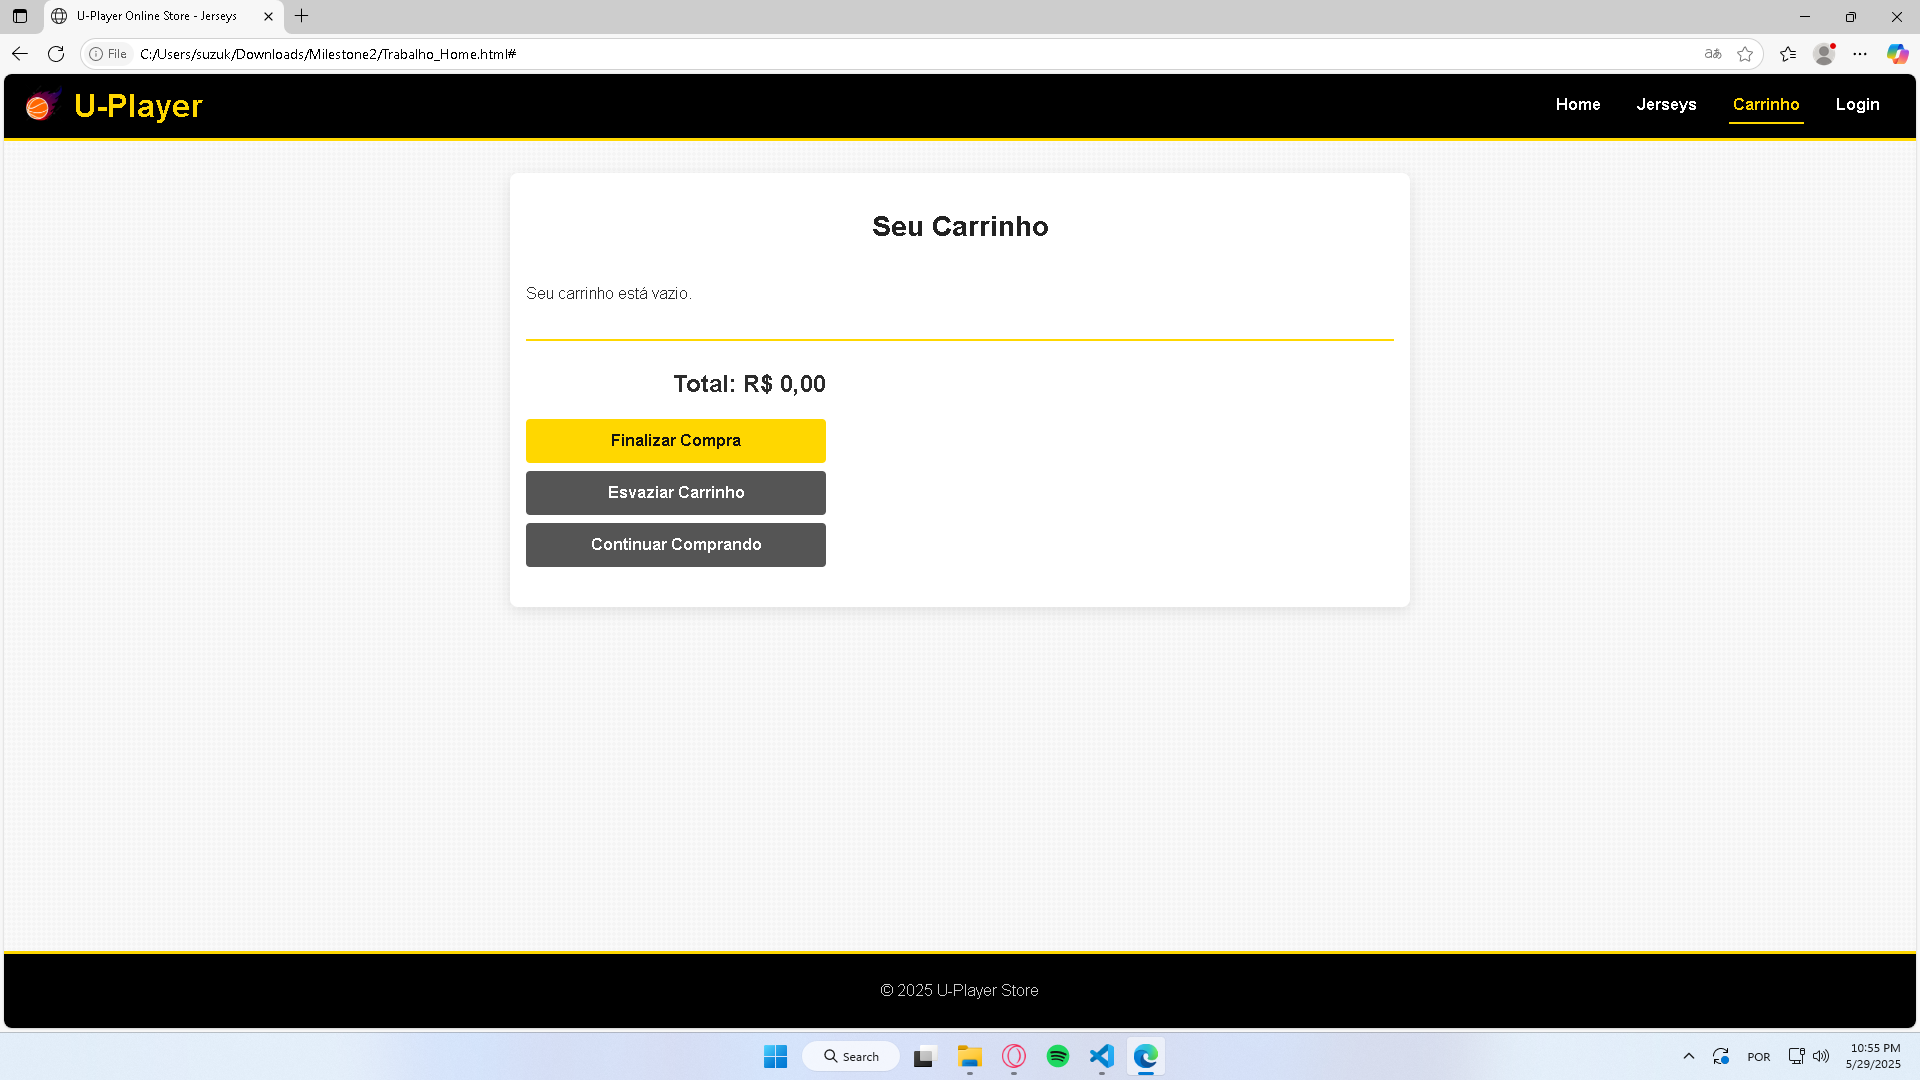 U-Player Online Store - Jerseys
File C:/Users/suzuk/Downloads/Milestone2/Trabalho_Home.html#
aあ
U-Player
Home Jerseys Carrinho Login
Seu Carrinho
Seu carrinho está vazio.
Total: R$ 0,00
Finalizar Compra
Esvaziar Carrinho
Continuar Comprando
© 2025 U-Player Store
Search
POR
10:55 PM
5/29/2025